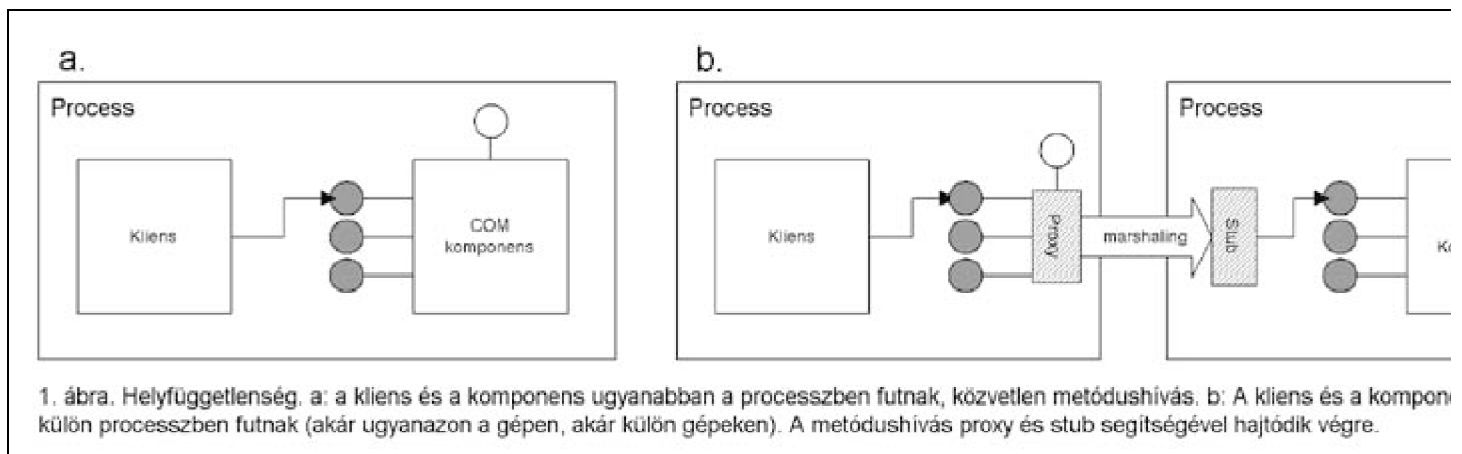 a.
b.
Process
Process
Process
Kliens
COM
komponens
Kliens
Proxy
marshaling
Stub
1. ábra. Helyfüggetlenség. a: a kliens és a komponens ugyanabban a processzben futnak, közvetlen metódushívás. b: A kliens és a
külön processzben futnak (akár ugyanazon a gépen, akár külön gépeken). A metódushívás proxy és stub segítségével hajtódik végre.